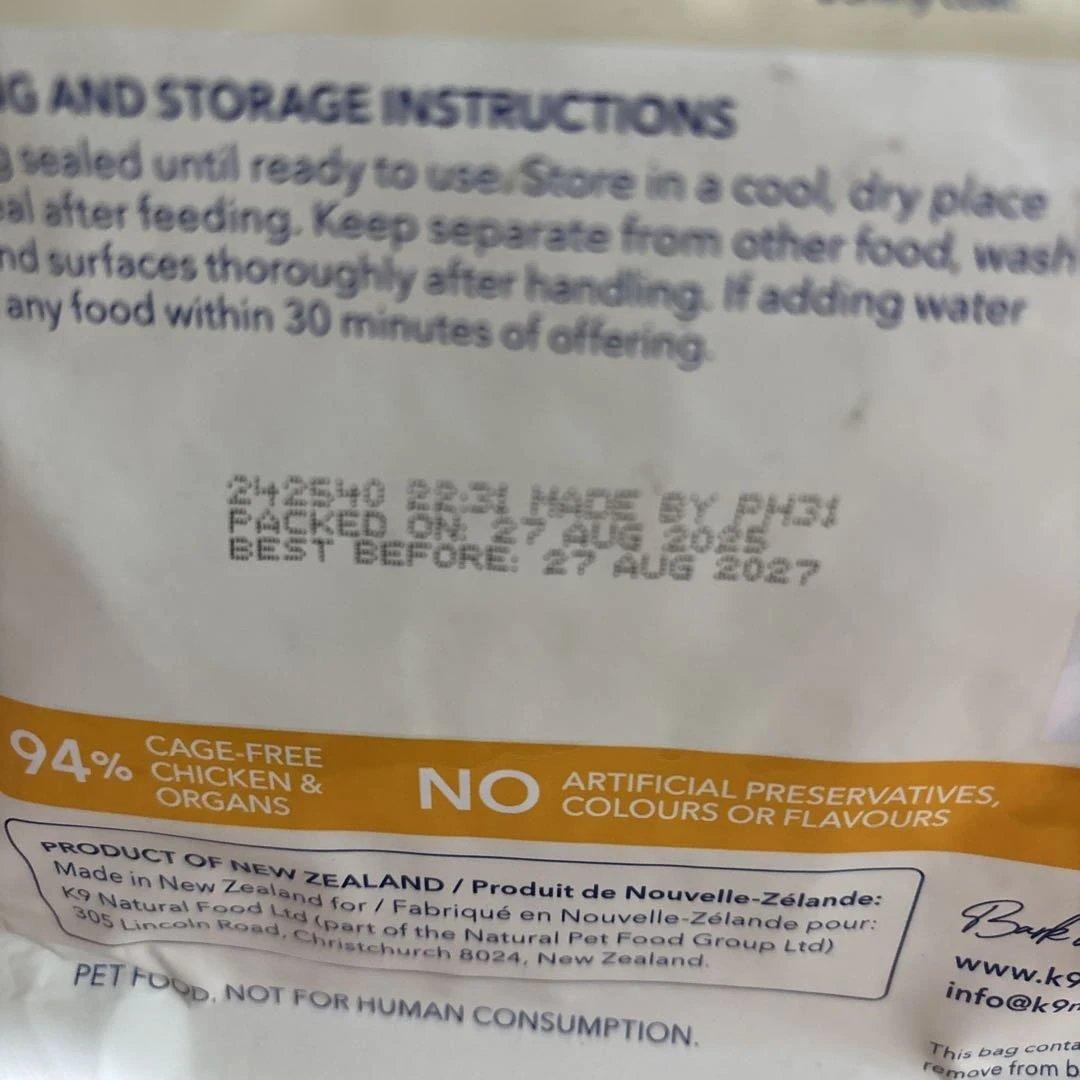 G AND STORAGE INSTRUCTIONS
g sealed until ready to use. Store in a cool, dry place
eal after feeding. Keep separate from other food, wash
nd surfaces thoroughly after handling. If adding water
any food within 30 minutes of offering.
242540 22:31 MADE BY PH31
PACKED ON: 27 AUG 2025
BEST BEFORE: 27 AUG 2027
94% CAGE-FREE
CHICKEN &
ORGANS
NO ARTIFICIAL PRESERVATIVES,
COLOURS OR FLAVOURS
PRODUCT OF NEW ZEALAND / Produit de Nouvelle-Zélande:
Made in New Zealand for / Fabriqué en Nouvelle-Zélande pour:
K9 Natural Food Ltd (part of the Natural Pet Food Group Ltd)
305 Lincoln Road, Christchurch 8024, New Zealand.
PET FOOD, NOT FOR HUMAN CONSUMPTION.
Bark
www.k9
info@k9n
This bag conta
remove from b